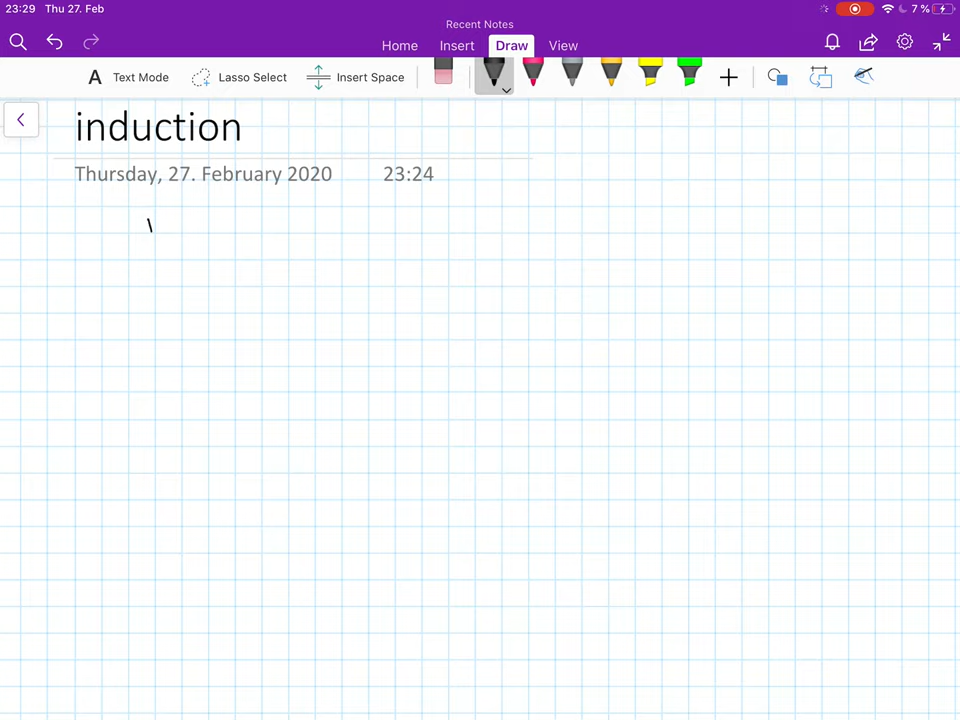 23:29 Thu 27. Feb 7 %
Recent Notes
Home Insert Draw View
A Text Mode Lasso Select Insert Space
induction
Thursday, 27. February 2020 23:24
\